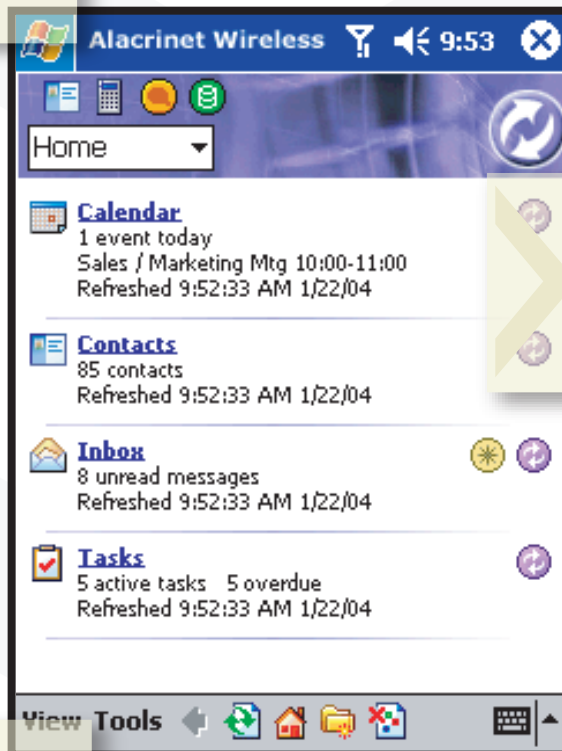 Alacrinet Wireless 9:53
Home
Calendar
1 event today
Sales / Marketing Mtg 10:00-11:00
Refreshed 9:52:33 AM 1/22/04
Contacts
85 contacts
Refreshed 9:52:33 AM 1/22/04
Inbox
8 unread messages
Refreshed 9:52:33 AM 1/22/04
Tasks
5 active tasks 5 overdue
Refreshed 9:52:33 AM 1/22/04
View Tools